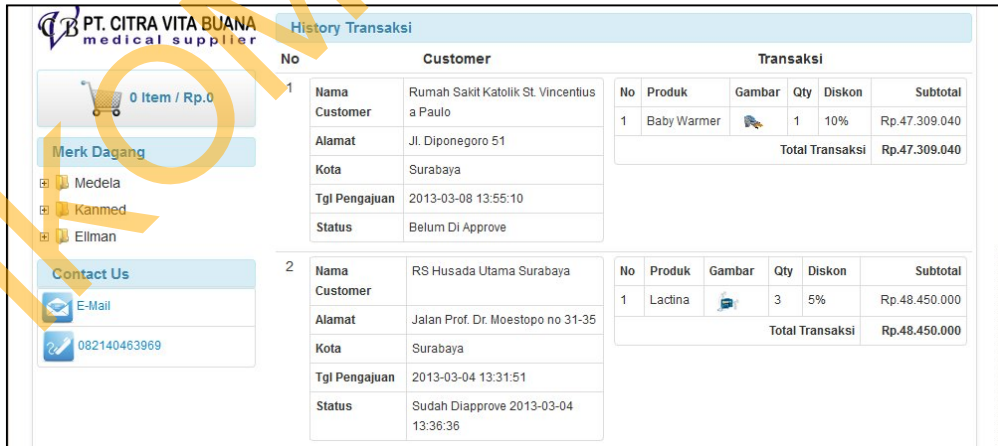 PT. CITRA VITA BUANA
medical supplier
0 Item / Rp.0
Merk Dagang
Medela
Kanmed
Ellman
Contact Us
E-Mail
082140463969
History Transaksi
No Customer Transaksi
1
Nama Customer Rumah Sakit Katolik St. Vincentius
a Paulo
Alamat Jl. Diponegoro 51
Kota Surabaya
Tgl Pengajuan 2013-03-08 13:55:10
Status Belum Di Approve
No Produk Gambar Qty Diskon Subtotal
1 Baby Warmer 1 10% Rp.47.309.040
Total Transaksi Rp.47.309.040
2
Nama Customer RS Husada Utama Surabaya
Alamat Jalan Prof. Dr. Moestopo no 31-35
Kota Surabaya
Tgl Pengajuan 2013-03-04 13:31:51
Status Sudah Diapprove 2013-03-04
13:36:36
No Produk Gambar Qty Diskon Subtotal
1 Lactina 3 5% Rp.48.450.000
Total Transaksi Rp.48.450.000